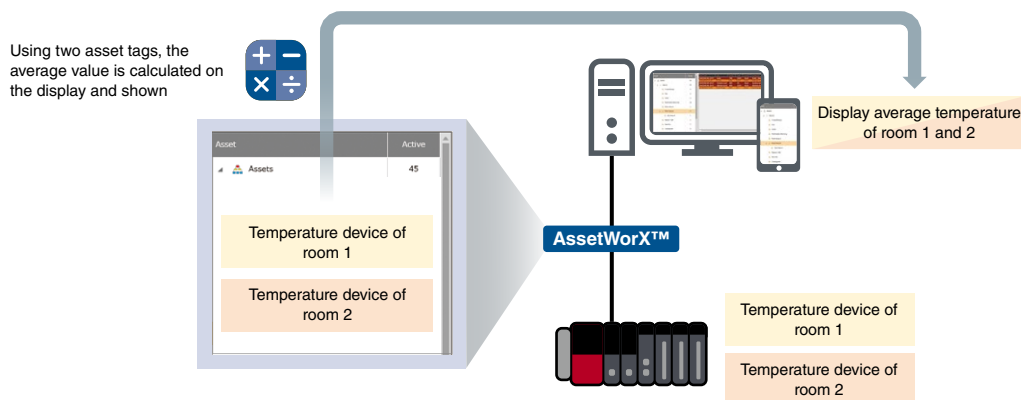 Using two asset tags, the
average value is calculated on
the display and shown
Asset Active
Assets 45
Temperature device of
room 1
Temperature device of
room 2
AssetWorX™
Display average temperature
of room 1 and 2
Temperature device of
room 1
Temperature device of
room 2